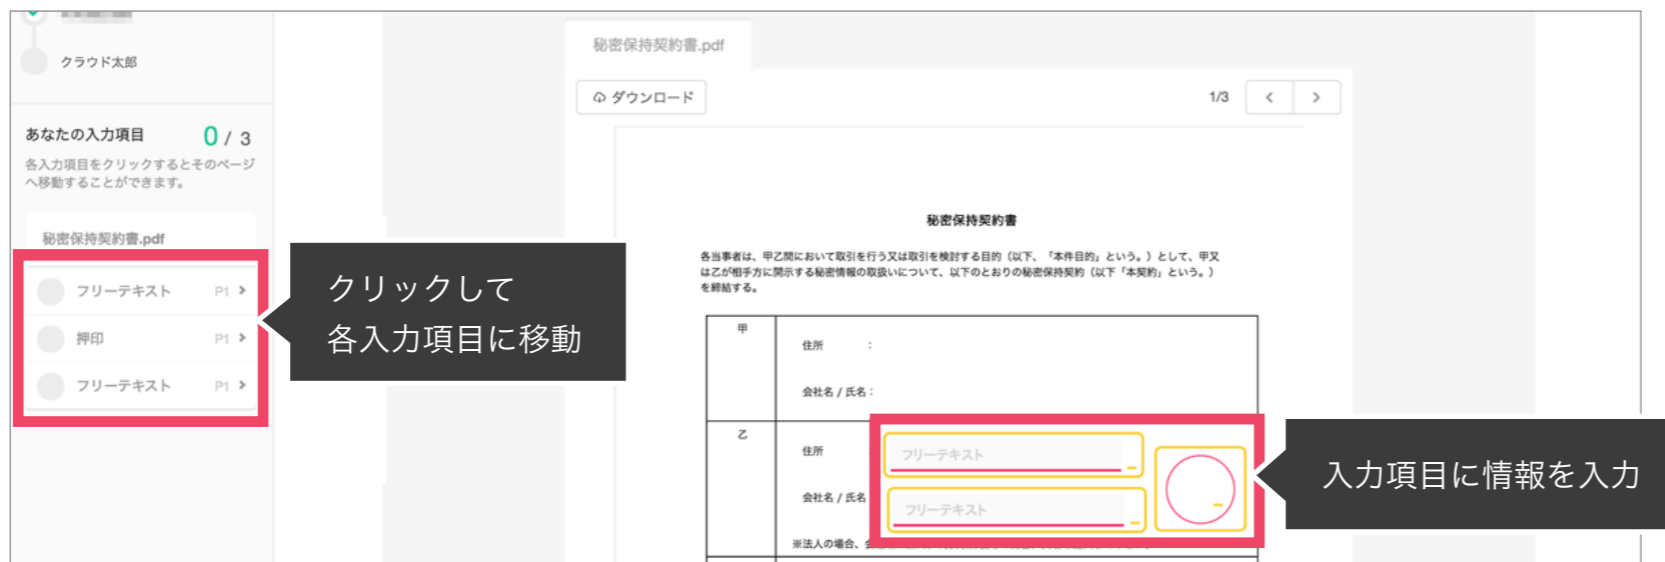 クラウド太郎
あなたの入力項目 0 / 3
各入力項目をクリックするとそのページ
へ移動することができます。
秘密保持契約書.pdf
フリーテキスト P1
押印 P1
フリーテキスト P1
クリックして
各入力項目に移動
秘密保持契約書.pdf
ダウンロード
1/3
秘密保持契約書
各当事者は、甲乙間において取引を行う又は取引を検討する目的（以下、「本件目的」という。）として、甲又
は乙が相手方に開示する秘密情報の取扱いについて、以下のとおりの秘密保持契約（以下「本契約」という。）
を締結する。
甲
住所 :
会社名 / 氏名 :
乙
住所 :
フリーテキスト
会社名 / 氏名
フリーテキスト
※法人の場合、
入力項目に情報を入力